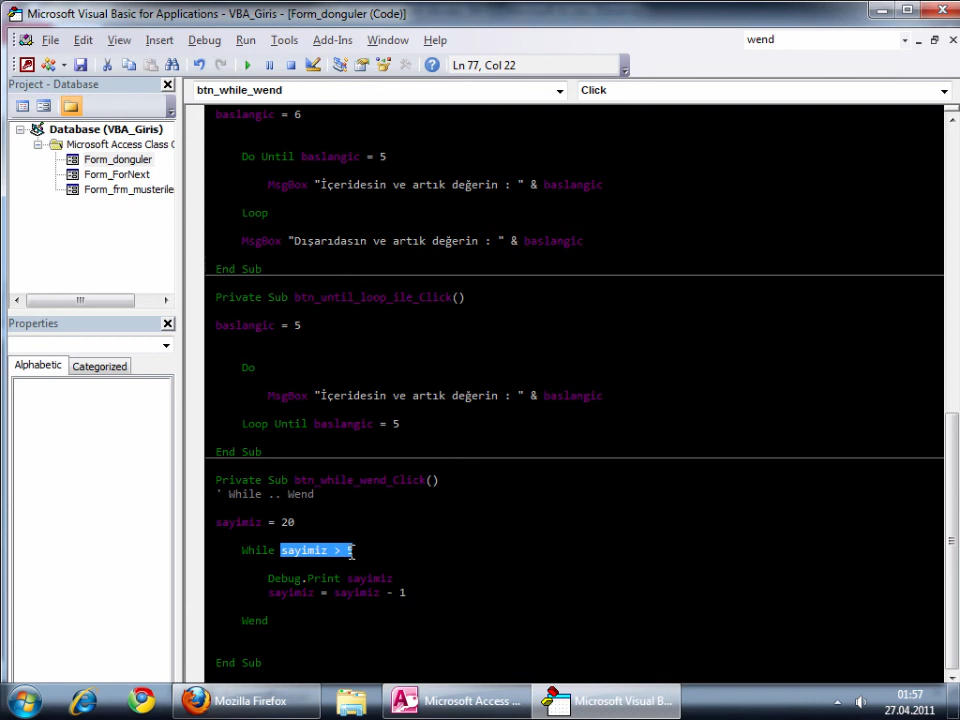 Microsoft Visual Basic for Applications - VBA_Giris - [Form_donguler (Code)]
File Edit View Insert Debug Run Tools Add-Ins Window Help
wend
Ln 77, Col 22
Project - Database
btn_while_wend
Click
Database (VBA_Giris)
Microsoft Access Class O
Form_donguler
Form_ForNext
Form_frm_musterile
Properties
Alphabetic
Categorized
baslangic = 6
Do Until baslangic = 5
MsgBox "İçeridesin ve artık değerin : " & baslangic
Loop
MsgBox "Dışarıdasın ve artık değerin : " & baslangic
End Sub
Private Sub btn_until_loop_ile_Click()
baslangic = 5
Do
MsgBox "İçeridesin ve artık değerin : " & baslangic
Loop Until baslangic = 5
End Sub
Private Sub btn_while_wend_Click()
' While .. Wend
sayimiz = 20
While sayimiz > 5
Debug.Print sayimiz
sayimiz = sayimiz - 1
Wend
End Sub
Mozilla Firefox
Microsoft Access ...
Microsoft Visual B...
01:57
27.04.2011